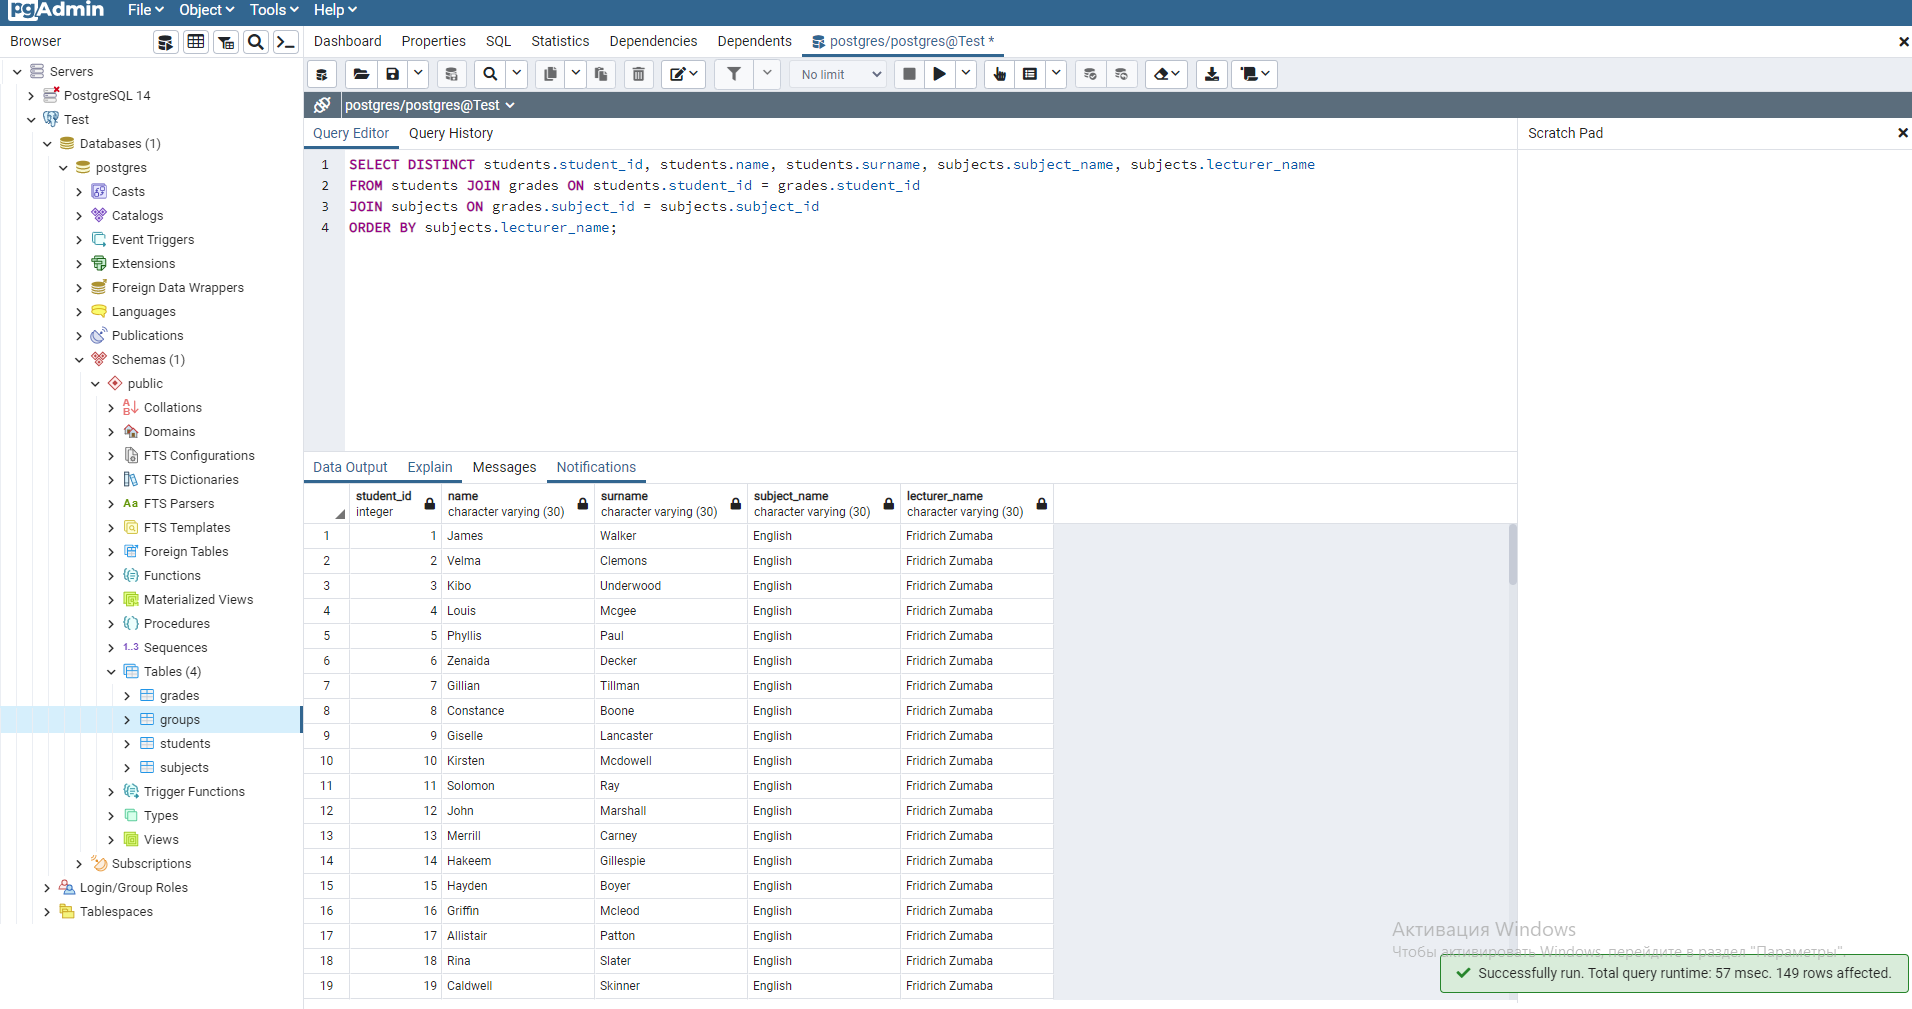 pgAdmin File Object Tools Help
Browser
Dashboard Properties SQL Statistics Dependencies Dependents postgres/postgres@Test *
No limit
postgres/postgres@Test
Query Editor Query History
Scratch Pad
Servers
PostgreSQL 14
Test
Databases (1)
postgres
Casts
Catalogs
Event Triggers
Extensions
Foreign Data Wrappers
Languages
Publications
Schemas (1)
public
Collations
Domains
FTS Configurations
FTS Dictionaries
FTS Parsers
FTS Templates
Foreign Tables
Functions
Materialized Views
Procedures
1..3 Sequences
Tables (4)
grades
groups
students
subjects
Trigger Functions
Types
Views
Subscriptions
Login/Group Roles
Tablespaces
1 SELECT DISTINCT students.student_id, students.name, students.surname, subjects.subject_name, subjects.lecturer_name
2 FROM students JOIN grades ON students.student_id = grades.student_id
3 JOIN subjects ON grades.subject_id = subjects.subject_id
4 ORDER BY subjects.lecturer_name;
Data Output Explain Messages Notifications
student_id name surname subject_name lecturer_name
integer character varying (30) character varying (30) character varying (30) character varying (30)
1 1 James Walker English Fridrich Zumaba
2 2 Velma Clemons English Fridrich Zumaba
3 3 Kibo Underwood English Fridrich Zumaba
4 4 Louis Mcgee English Fridrich Zumaba
5 5 Phyllis Paul English Fridrich Zumaba
6 6 Zenaida Decker English Fridrich Zumaba
7 7 Gillian Tillman English Fridrich Zumaba
8 8 Constance Boone English Fridrich Zumaba
9 9 Giselle Lancaster English Fridrich Zumaba
10 10 Kirsten Mcdowell English Fridrich Zumaba
11 11 Solomon Ray English Fridrich Zumaba
12 12 John Marshall English Fridrich Zumaba
13 13 Merrill Carney English Fridrich Zumaba
14 14 Hakeem Gillespie English Fridrich Zumaba
15 15 Hayden Boyer English Fridrich Zumaba
16 16 Griffin Mcleod English Fridrich Zumaba
17 17 Allistair Patton English Fridrich Zumaba
18 18 Rina Slater English Fridrich Zumaba
19 19 Caldwell Skinner English Fridrich Zumaba
Активация Windows
Чтобы активировать Windows, перейдите в раздел "Параметры".
Successfully run. Total query runtime: 57 msec. 149 rows affected.